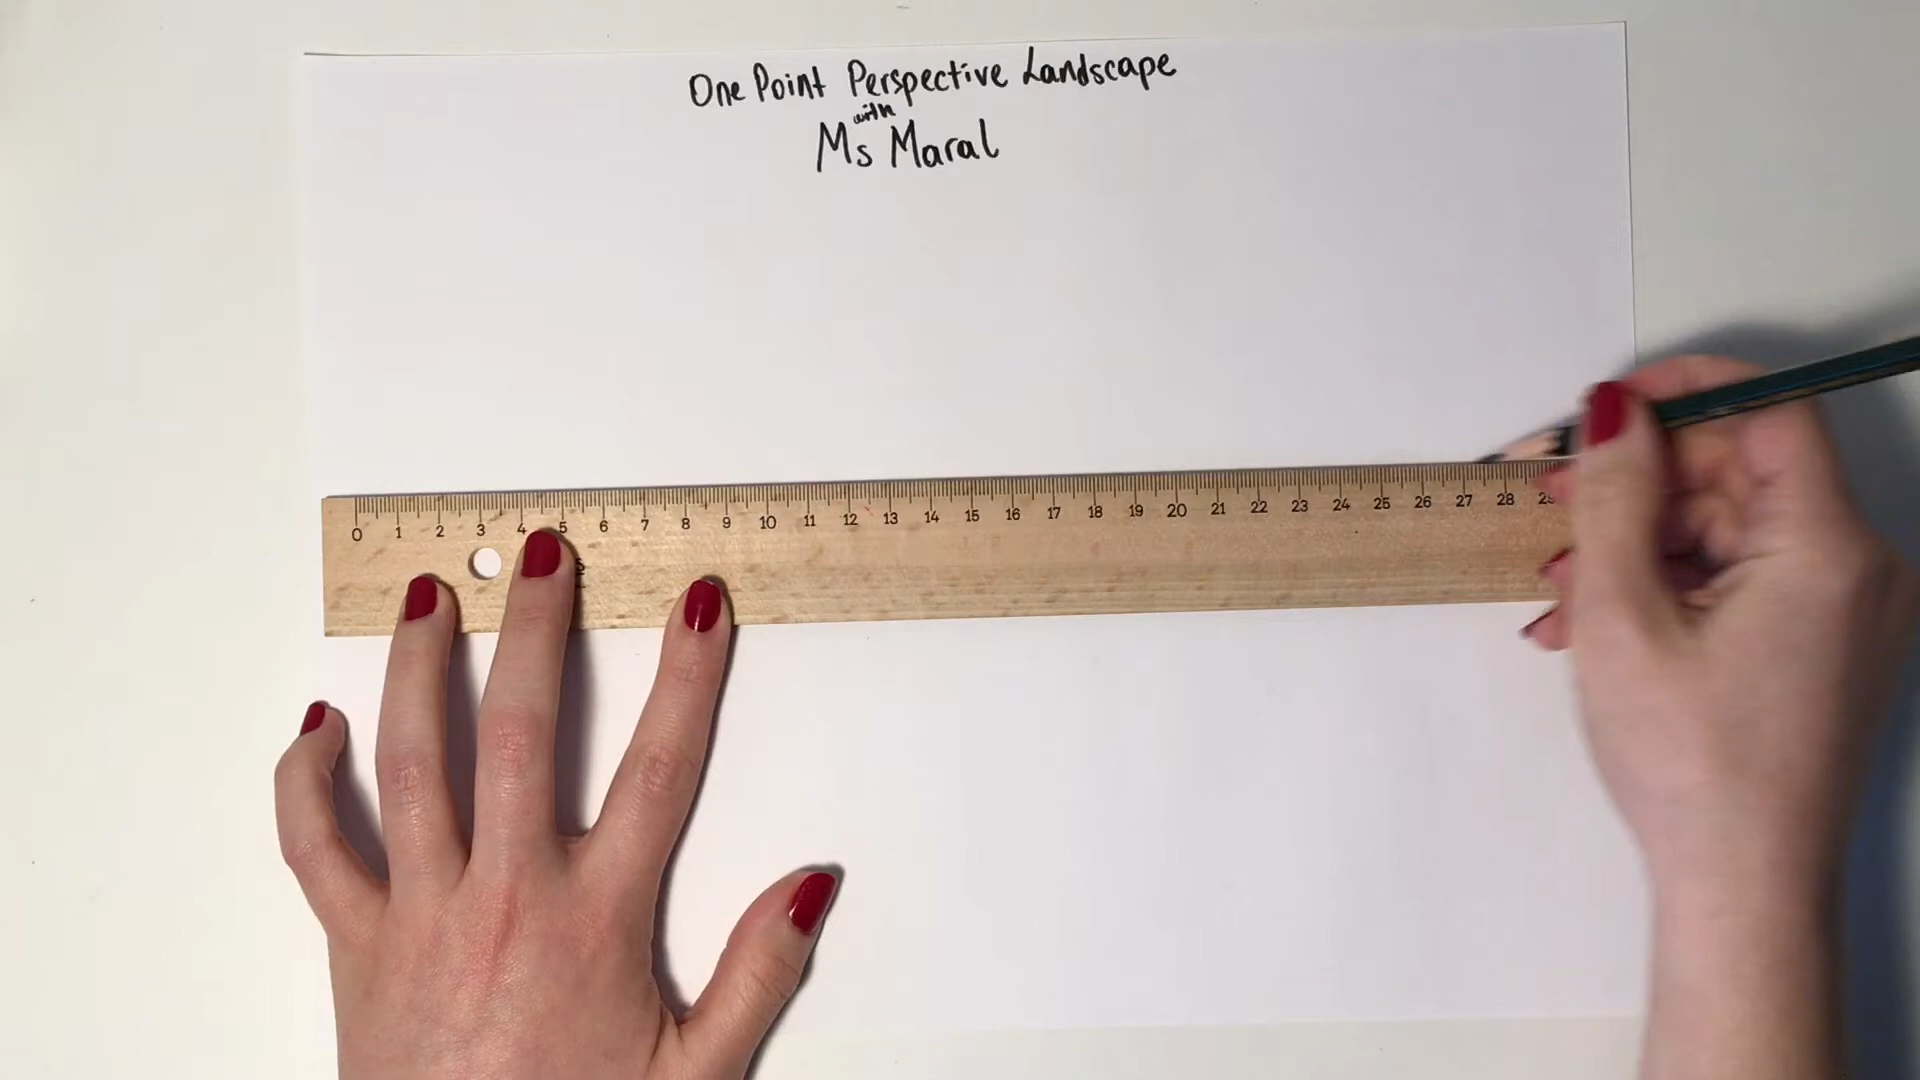 One Point Perspective Landscape
with
Ms Maral
0 1 2 3 4 5 6 7 8 9 10 11 12 13 14 15 16 17 18 19 20 21 22 23 24 25 26 27 28